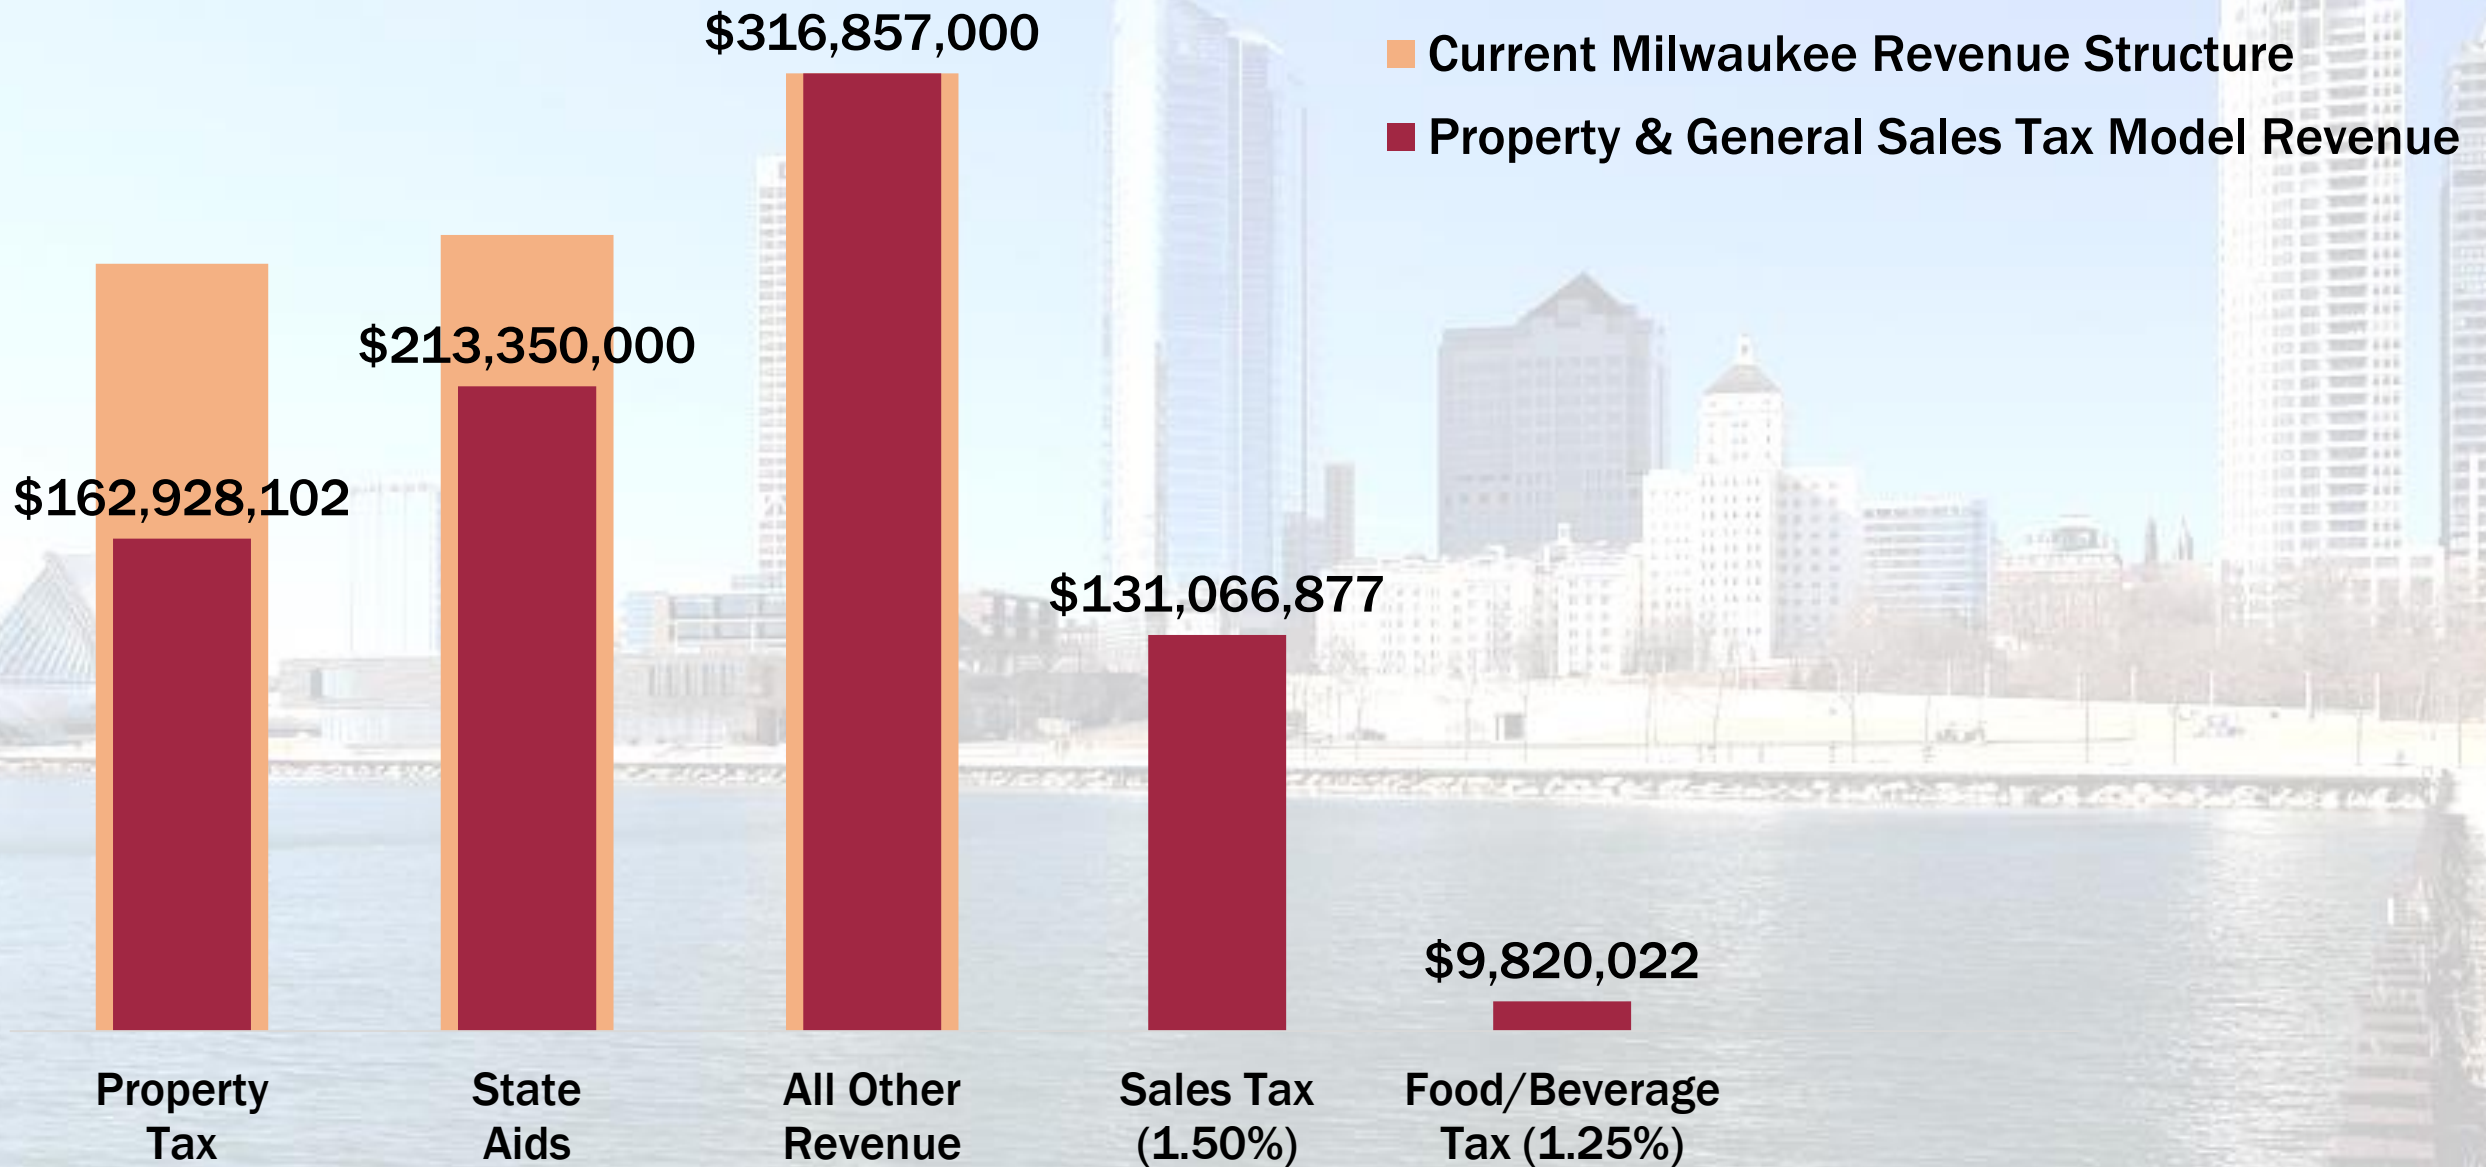 $316,857,000
Current Milwaukee Revenue Structure
Property & General Sales Tax Model Revenue
$213,350,000
$162,928,102
$131,066,877
$9,820,022
Property
Tax
State
Aids
All Other
Revenue
Sales Tax
(1.50%)
Food/Beverage
Tax (1.25%)